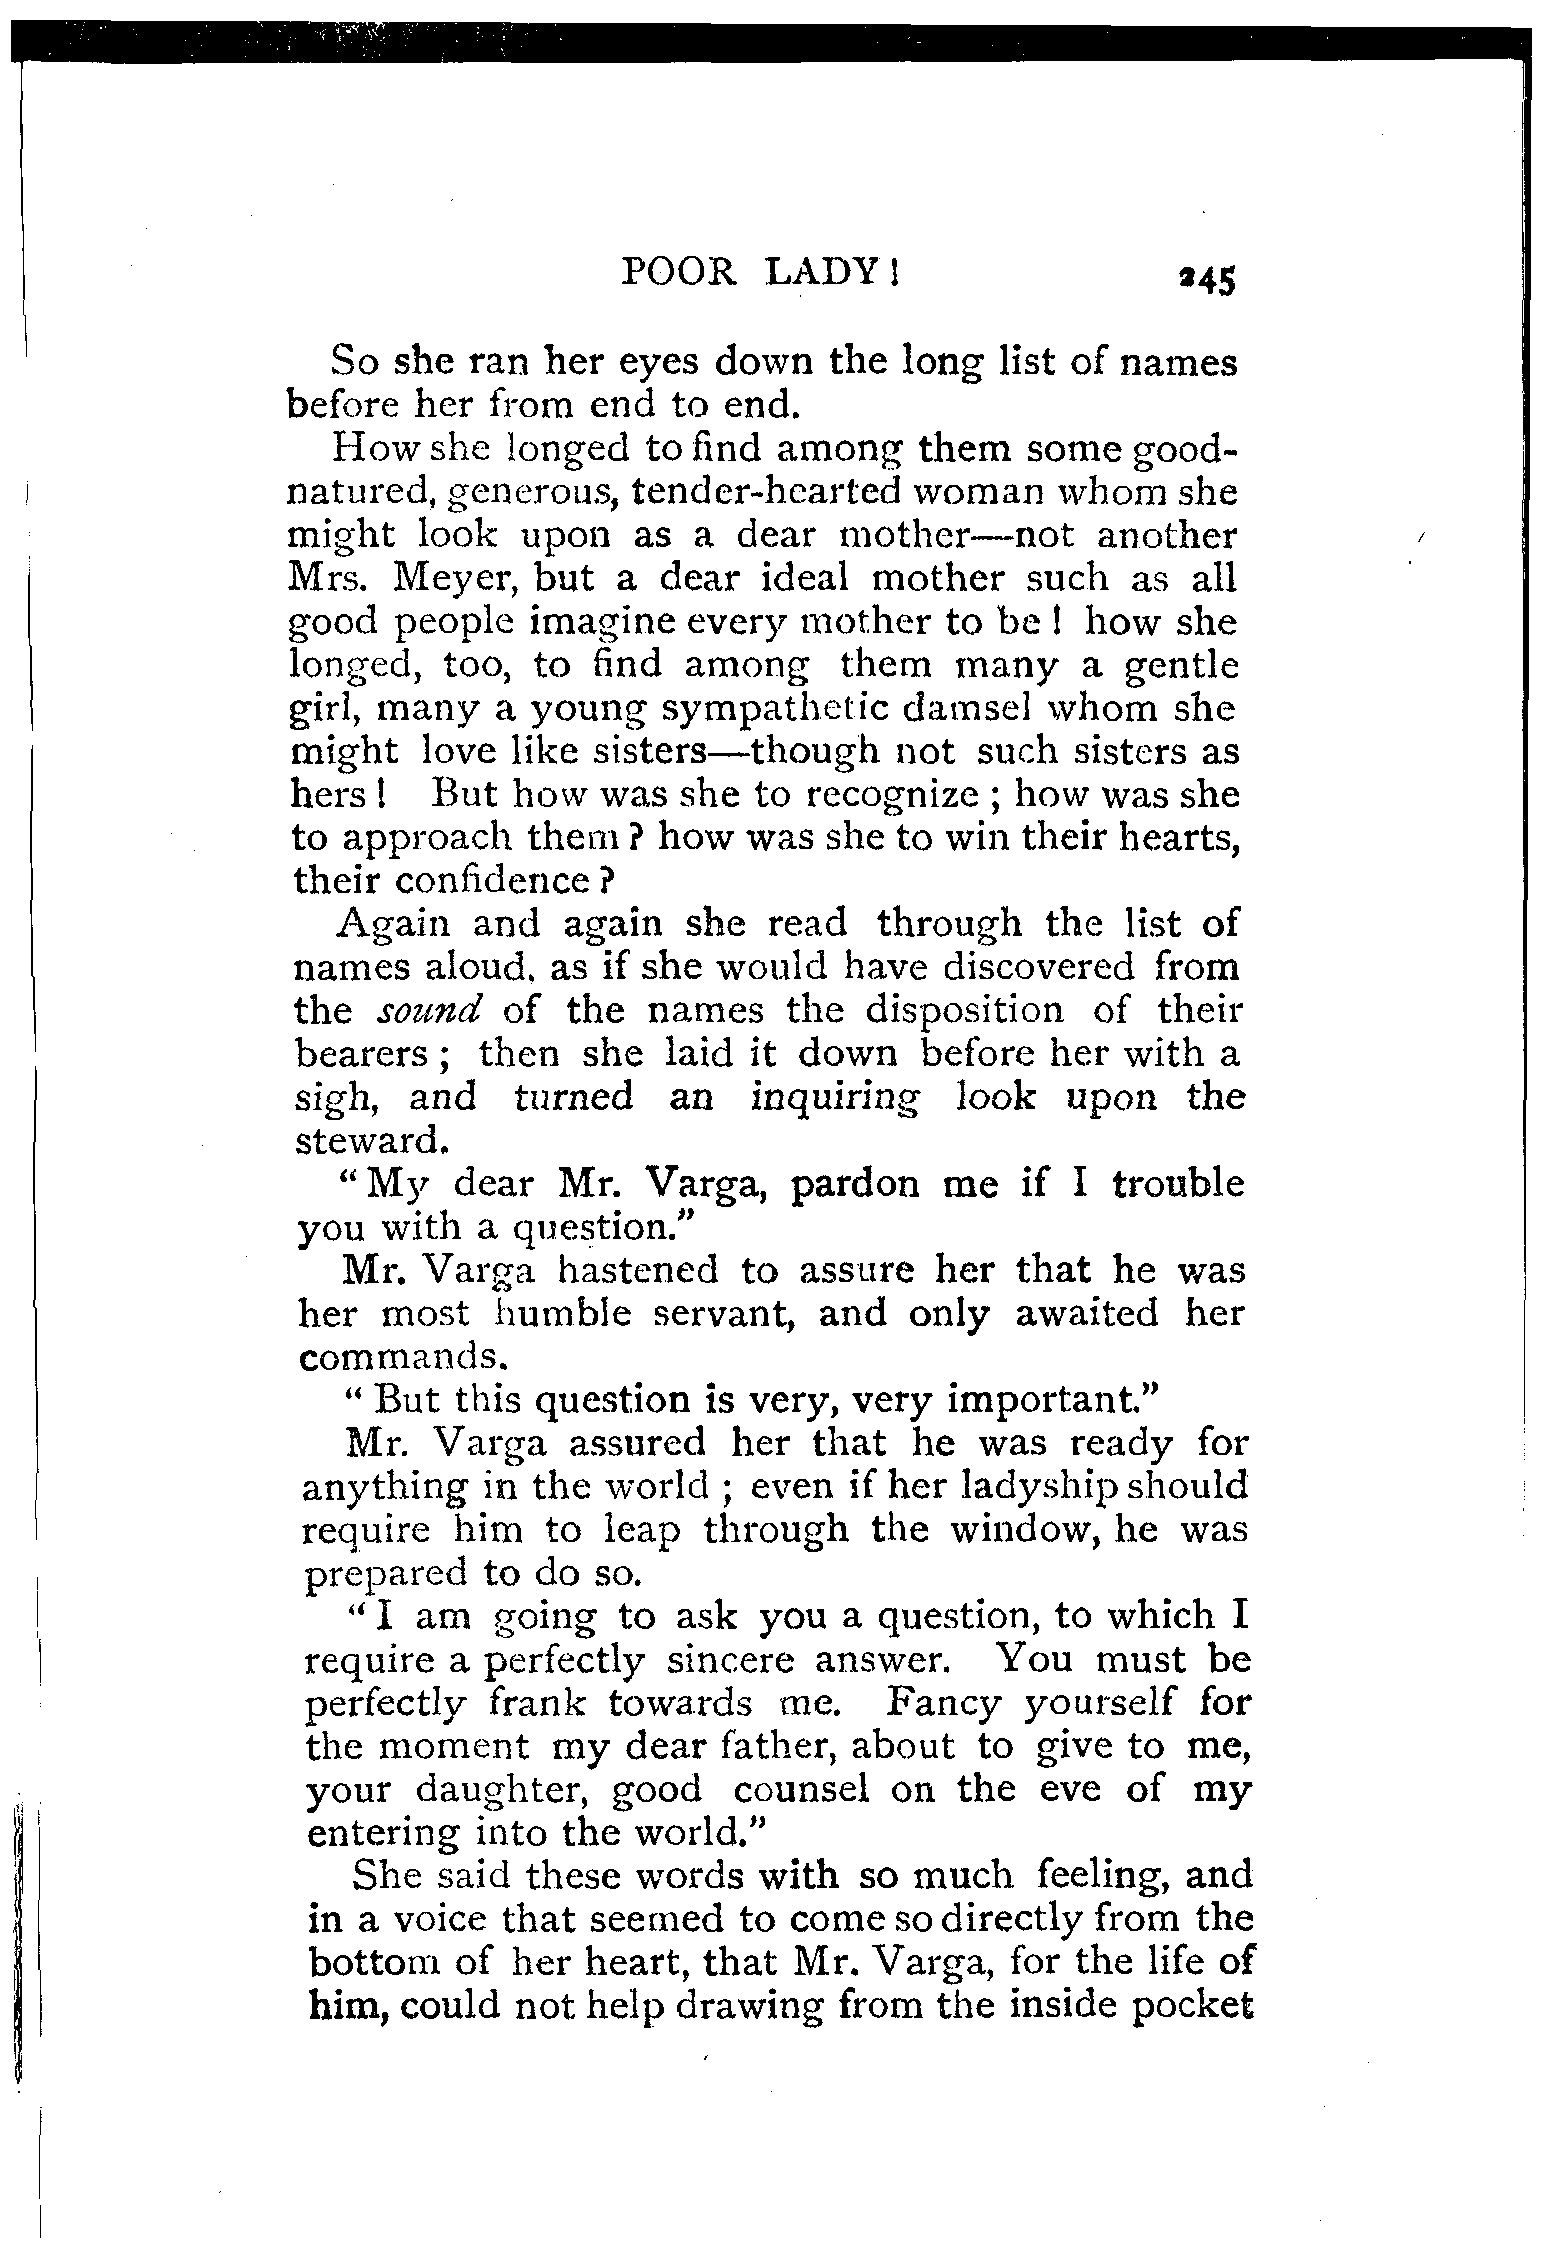 POOR LADY! 245
So she ran her eyes down the long list of names
before her from end to end.
How she longed to find among them some good-
natured, generous, tender-hearted woman whom she
might look upon as a dear mother—not another
Mrs. Meyer, but a dear ideal mother such as all
good people imagine every mother to be! how she
longed, too, to find among them many a gentle
girl, many a young sympathetic damsel whom she
might love like sisters—though not such sisters as
hers! But how was she to recognize; how was she
to approach them? how was she to win their hearts,
their confidence?
Again and again she read through the list of
names aloud, as if she would have discovered from
the sound of the names the disposition of their
bearers; then she laid it down before her with a
sigh, and turned an inquiring look upon the
steward.
"My dear Mr. Varga, pardon me if I trouble
you with a question."
Mr. Varga hastened to assure her that he was
her most humble servant, and only awaited her
commands.
"But this question is very, very important."
Mr. Varga assured her that he was ready for
anything in the world; even if her ladyship should
require him to leap through the window, he was
prepared to do so.
"I am going to ask you a question, to which I
require a perfectly sincere answer. You must be
perfectly frank towards me. Fancy yourself for
the moment my dear father, about to give to me,
your daughter, good counsel on the eve of my
entering into the world."
She said these words with so much feeling, and
in a voice that seemed to come so directly from the
bottom of her heart, that Mr. Varga, for the life of
him, could not help drawing from the inside pocket